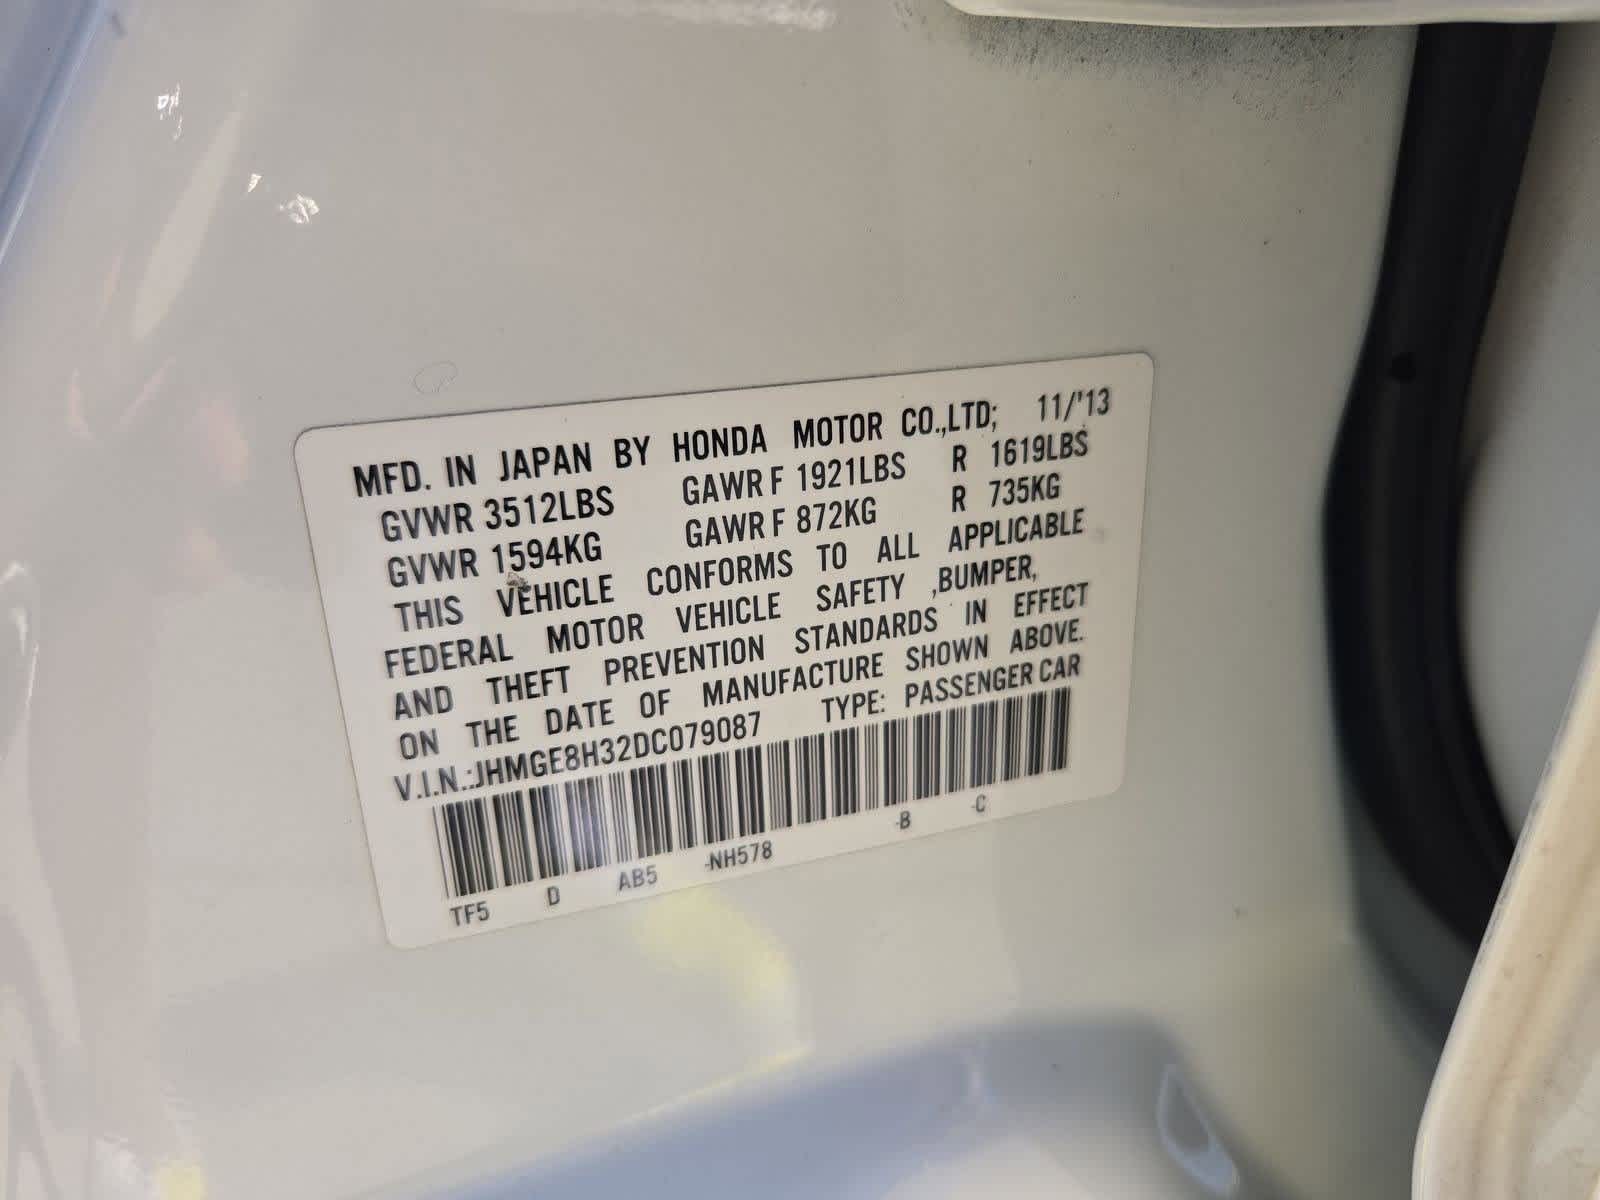 MFD. IN JAPAN BY HONDA MOTOR CO.,LTD; 11/'13
GVWR 3512LBS GAWR F 1921LBS R 1619LBS
GVWR 1594KG GAWR F 872KG R 735KG
THIS VEHICLE CONFORMS TO ALL APPLICABLE
FEDERAL MOTOR VEHICLE SAFETY ,BUMPER,
AND THEFT PREVENTION STANDARDS IN EFFECT
ON THE DATE OF MANUFACTURE SHOWN ABOVE.
V.I.N.:JHMGE8H32DC079087 TYPE: PASSENGER CAR
TF5 D AB5 -NH578 -B -C